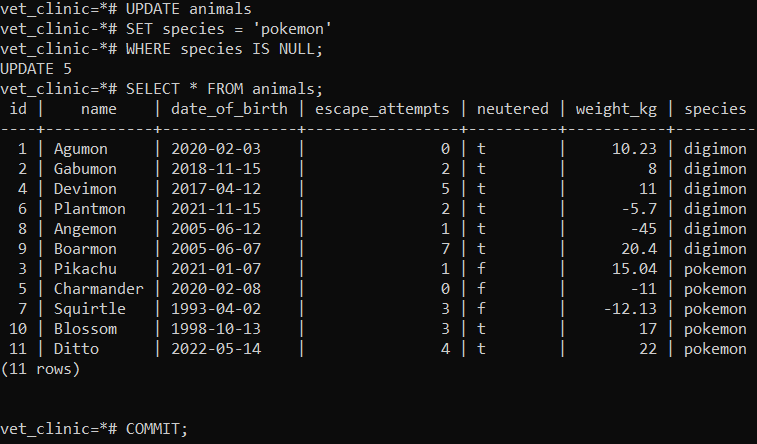 vet_clinic=*# UPDATE animals
vet_clinic-*# SET species = 'pokemon'
vet_clinic-*# WHERE species IS NULL;
UPDATE 5
vet_clinic=*# SELECT * FROM animals;
 id |    name    | date_of_birth | escape_attempts | neutered | weight_kg | species
----+------------+---------------+-----------------+----------+-----------+---------
  1 | Agumon     | 2020-02-03    |               0 | t        |     10.23 | digimon
  2 | Gabumon    | 2018-11-15    |               2 | t        |         8 | digimon
  4 | Devimon    | 2017-04-12    |               5 | t        |        11 | digimon
  6 | Plantmon   | 2021-11-15    |               2 | t        |      -5.7 | digimon
  8 | Angemon    | 2005-06-12    |               1 | t        |       -45 | digimon
  9 | Boarmon    | 2005-06-07    |               7 | t        |      20.4 | digimon
  3 | Pikachu    | 2021-01-07    |               1 | f        |     15.04 | pokemon
  5 | Charmander | 2020-02-08    |               0 | f        |       -11 | pokemon
  7 | Squirtle   | 1993-04-02    |               3 | f        |    -12.13 | pokemon
 10 | Blossom    | 1998-10-13    |               3 | t        |        17 | pokemon
 11 | Ditto      | 2022-05-14    |               4 | t        |        22 | pokemon
(11 rows)
vet_clinic=*# COMMIT;